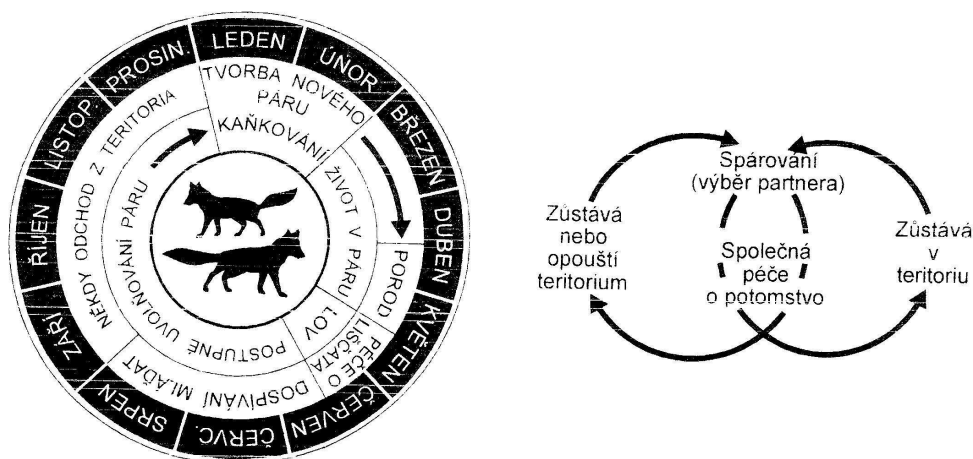 LEDEN
ÚNOR
BŘEZEN
DUBEN
KVĚTEN
ČERVEN
ČERVC.
SRPEN
ZÁŘÍ
ŘÍJEN
LISTOP.
PROSIN.
TVORBA NOVÉHO
PÁRU
KAŇKOVÁNÍ
ŽIVOT V PÁRU
LOV
POROD
PÉČE O
LIŠČATA
DOSPÍVÁNÍ MLÁĎAT
POSTUPNÉ UVOLNOVÁNÍ PÁRU
NĚKDY ODCHOD Z TERITORIA
Spárování
(výběr partnera)
Zůstává
nebo
opouští
teritorium
Společná
péče
o potomstvo
Zůstává
v
teritoriu